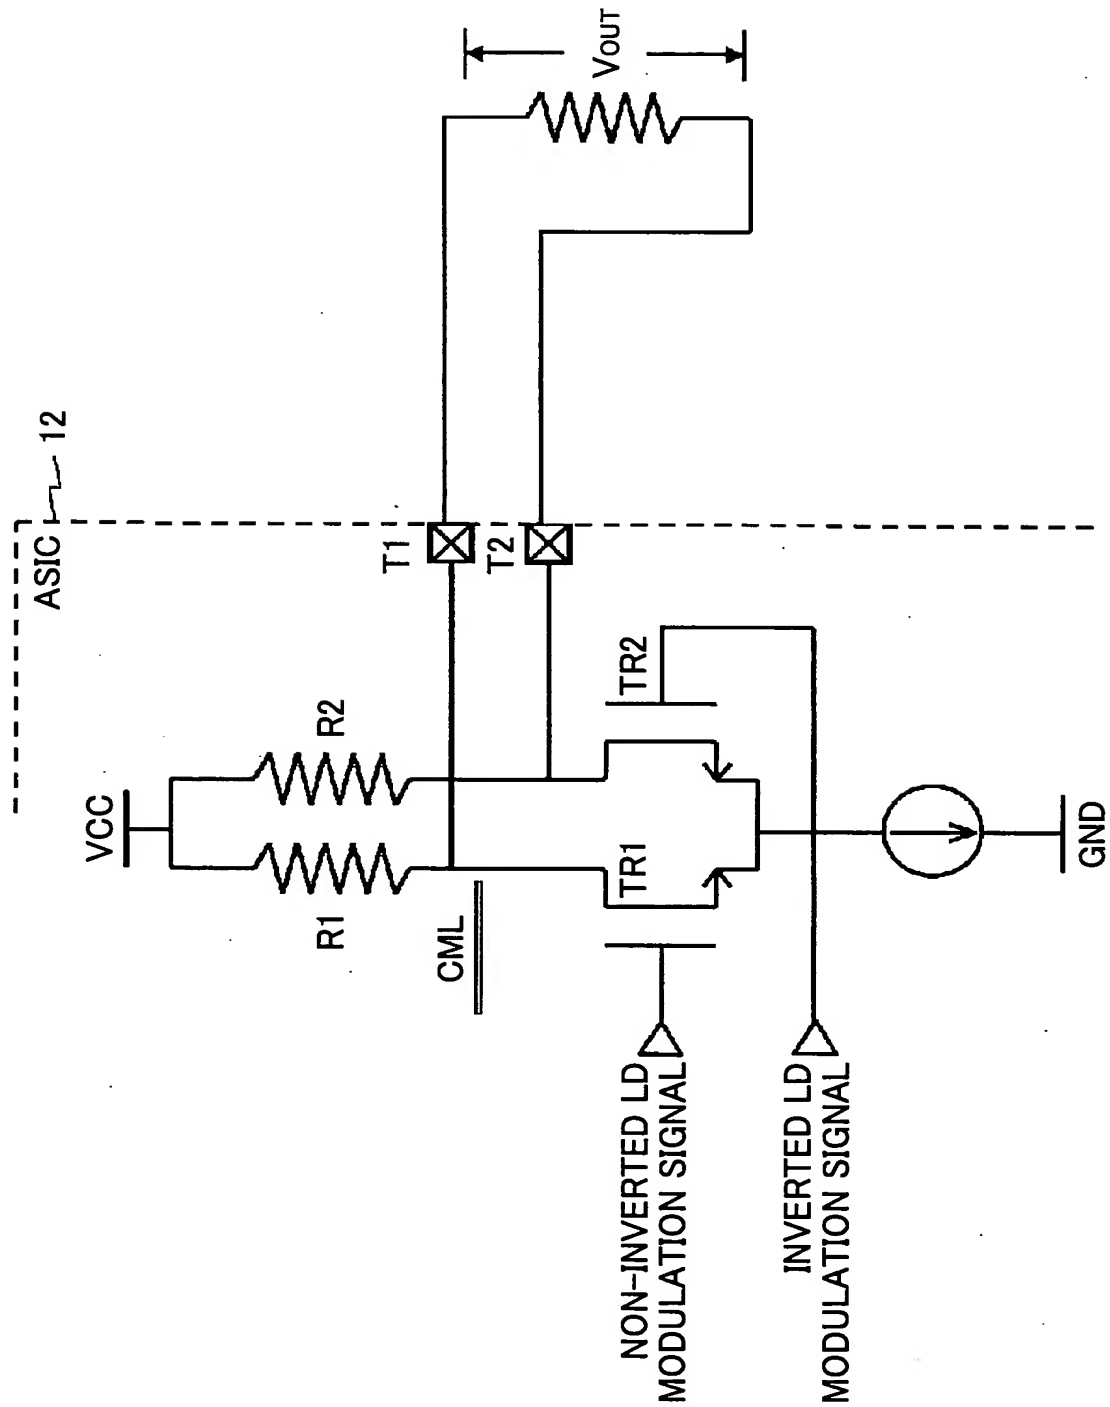 ASIC
12
VCC
R1
R2
CML
T1
T2
VOUT
TR1
TR2
NON-INVERTED LD
MODULATION SIGNAL
INVERTED LD
MODULATION SIGNAL
GND